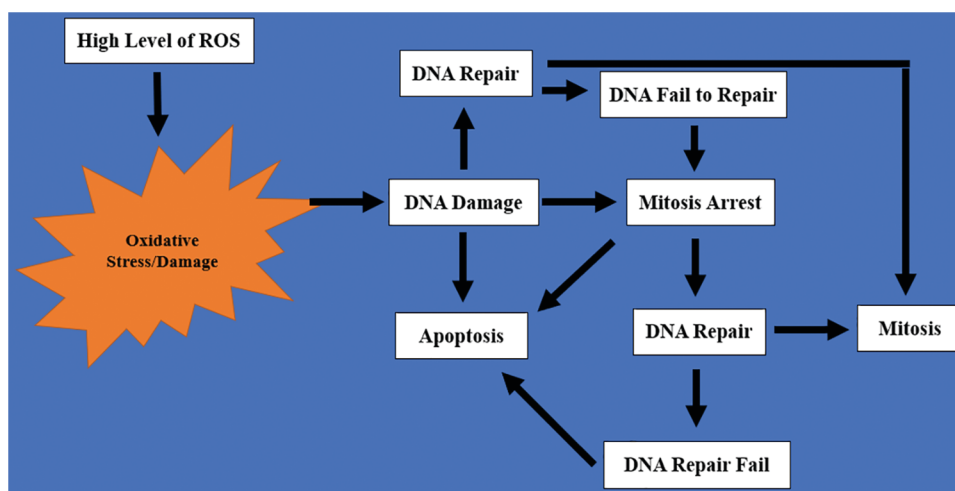 High Level of ROS
DNA Repair
DNA Fail to Repair
DNA Damage
Mitosis Arrest
Oxidative
Stress/Damage
Apoptosis
DNA Repair
Mitosis
DNA Repair Fail